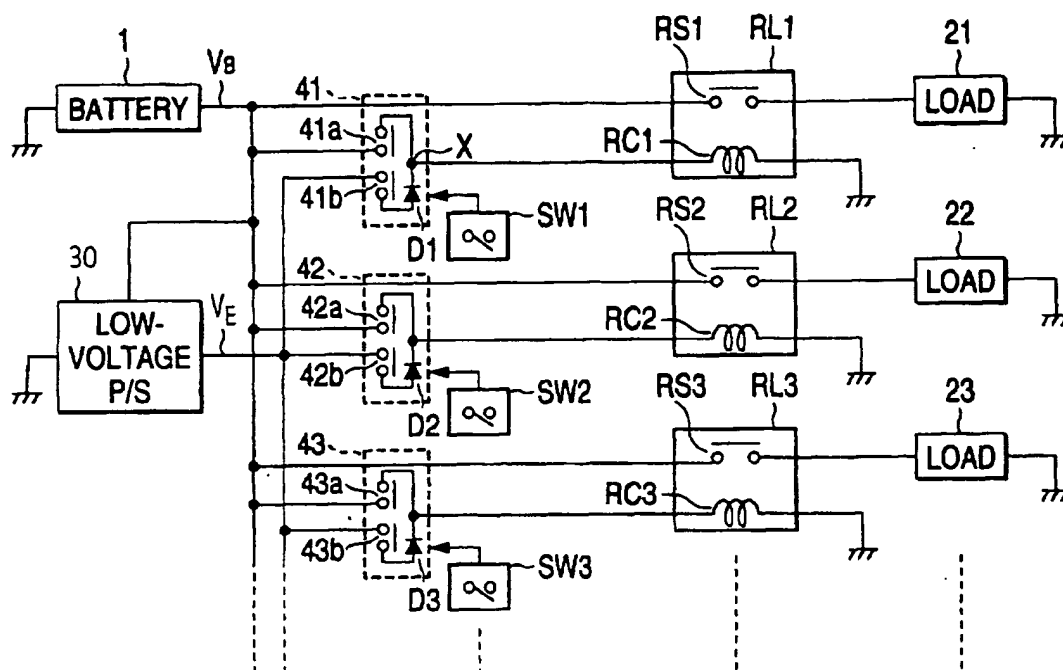 1
VB
BATTERY
41
41a
X
41b
D1
SW1
RS1
RL1
21
LOAD
RC1
30
LOW-
VOLTAGE
P/S
VE
42
42a
42b
D2
SW2
RS2
RL2
22
LOAD
RC2
43
43a
43b
D3
SW3
RS3
RL3
23
LOAD
RC3